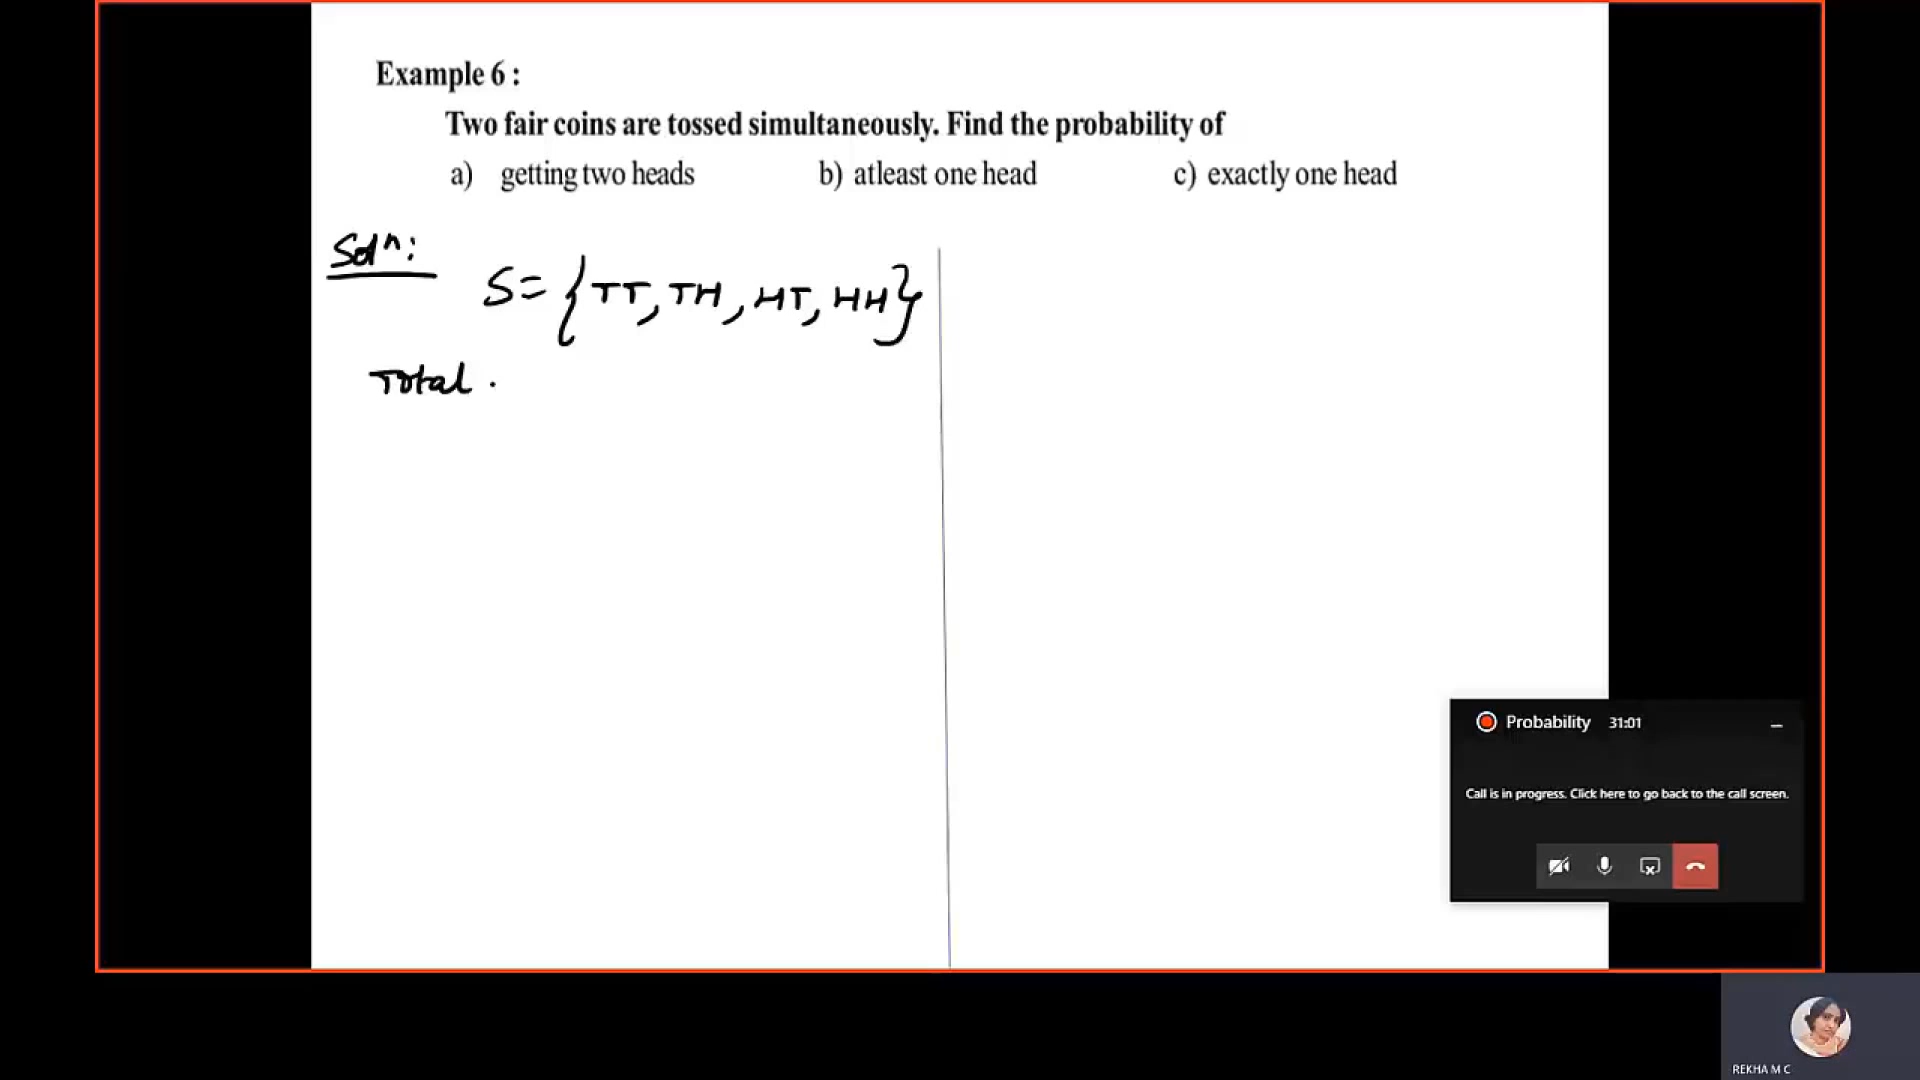 Example 6 :
Two fair coins are tossed simultaneously. Find the probability of
a) getting two heads b) atleast one head c) exactly one head
Soln:
S = {TT, TH, HT, HH}
Total .
Probability 31:01
Call is in progress. Click here to go back to the call screen.
REKHA M C